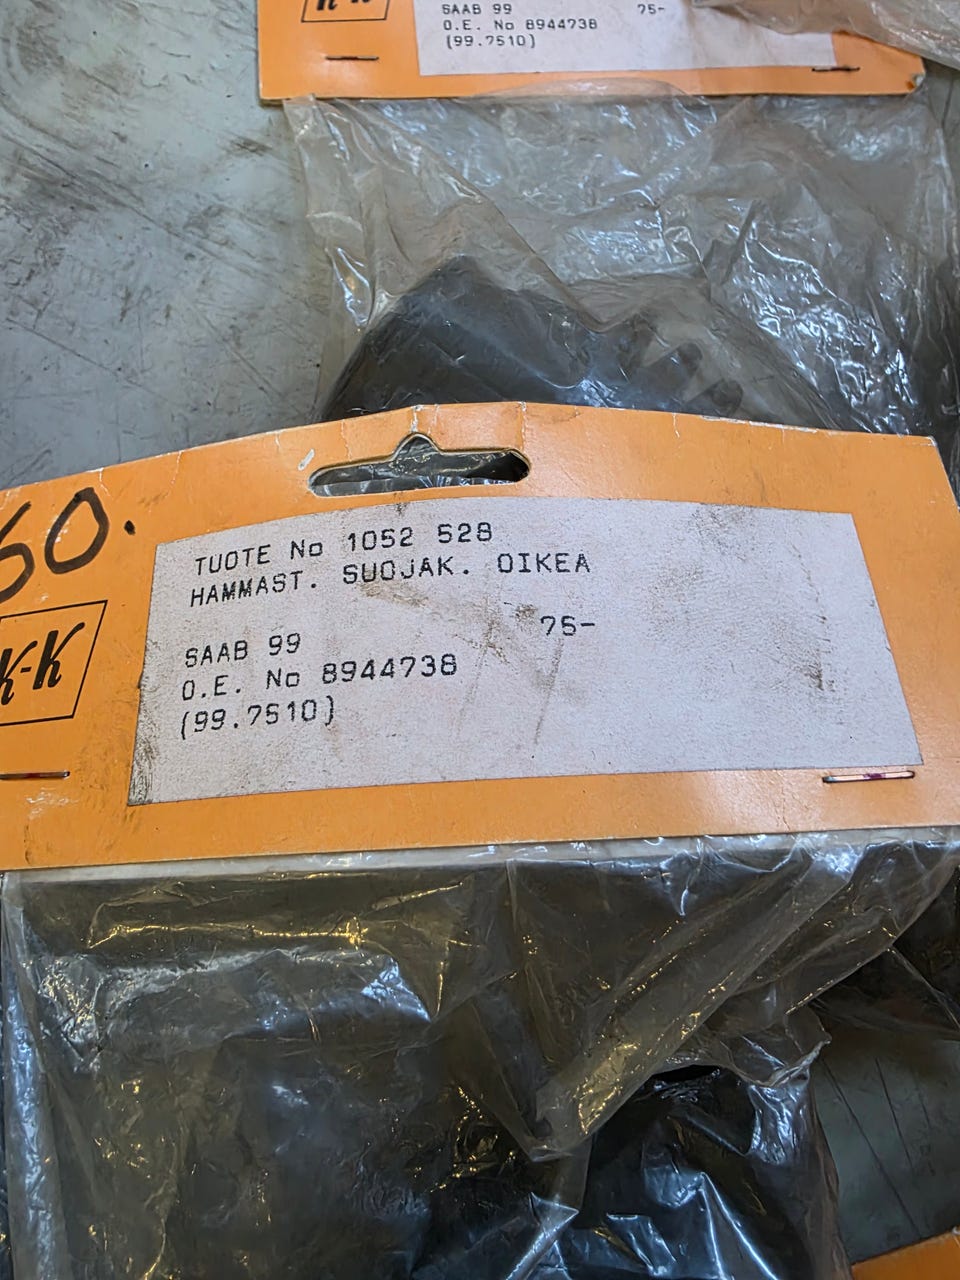 K-K
SAAB 99 75-
O.E. No 8944738
(99.7510)
60.
TUOTE No 1052 528
HAMMAST. SUOJAK. OIKEA
SAAB 99 75-
O.E. No 8944738
(99.7510)
K-K